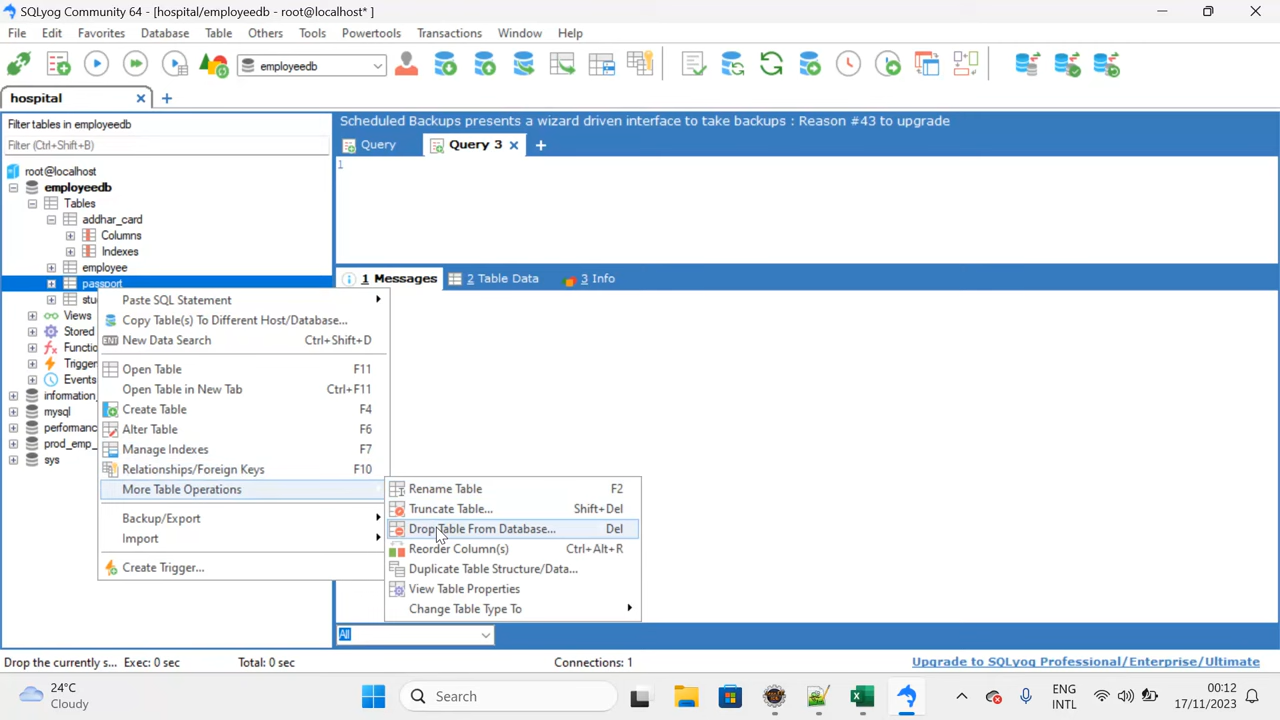 SQLyog Community 64 - [hospital/employeedb - root@localhost* ]
File Edit Favorites Database Table Others Tools Powertools Transactions Window Help
employeedb
hospital
Filter tables in employeedb
Filter (Ctrl+Shift+B)
root@localhost
employeedb
Tables
addhar_card
Columns
Indexes
employee
passport
stu
Views
Stored
Functio
Trigger
Events
information_
mysql
performanc
prod_emp_
sys
Scheduled Backups presents a wizard driven interface to take backups : Reason #43 to upgrade
Query Query 3
1
1 Messages 2 Table Data 3 Info
Paste SQL Statement
Copy Table(s) To Different Host/Database...
New Data Search Ctrl+Shift+D
Open Table F11
Open Table in New Tab Ctrl+F11
Create Table F4
Alter Table F6
Manage Indexes F7
Relationships/Foreign Keys F10
More Table Operations
Backup/Export
Import
Create Trigger...
Rename Table F2
Truncate Table... Shift+Del
Drop Table From Database... Del
Reorder Column(s) Ctrl+Alt+R
Duplicate Table Structure/Data...
View Table Properties
Change Table Type To
All
Drop the currently s... Exec: 0 sec Total: 0 sec Connections: 1 Upgrade to SQLyog Professional/Enterprise/Ultimate
24°C
Cloudy
Search
ENG
INTL
00:12
17/11/2023